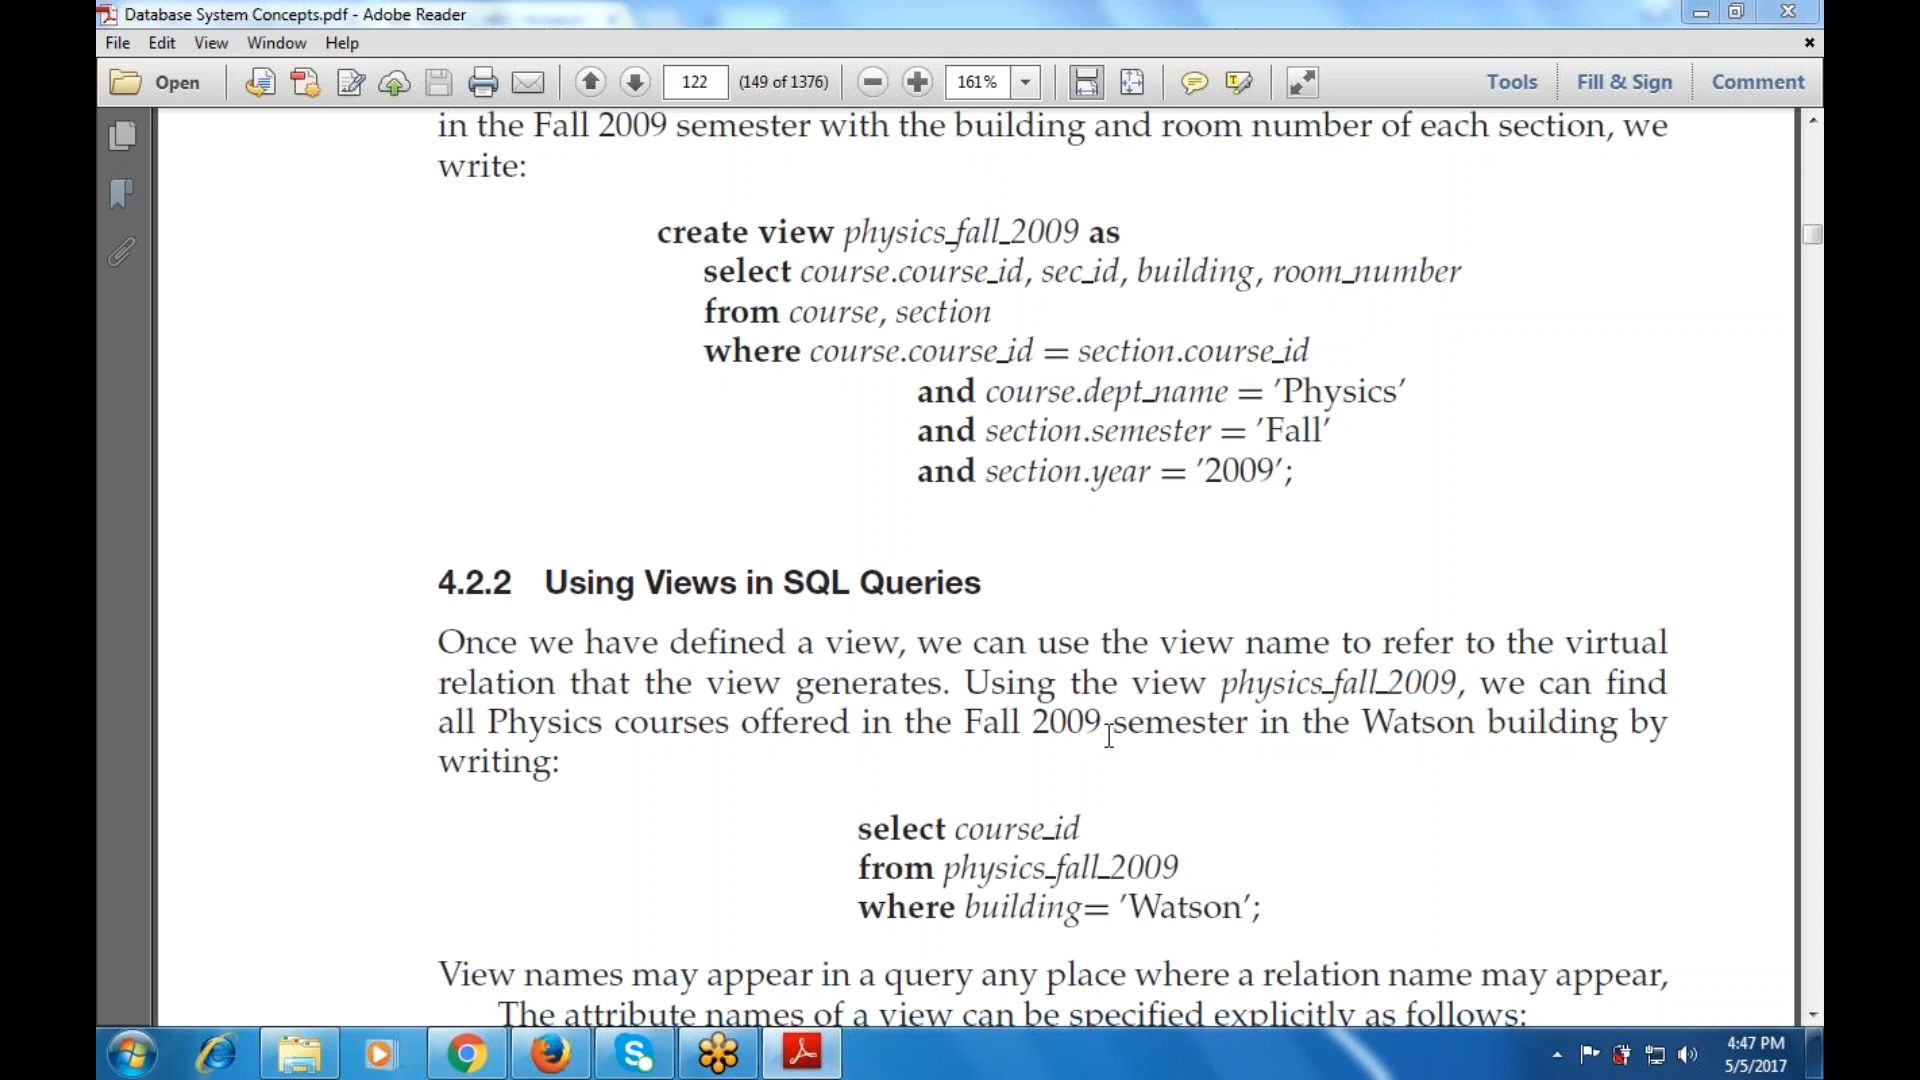 Database System Concepts.pdf - Adobe Reader
File Edit View Window Help
Open 122 (149 of 1376) 161% Tools Fill & Sign Comment
in the Fall 2009 semester with the building and room number of each section, we
write:
create view physics_fall_2009 as
select course.course_id, sec_id, building, room_number
from course, section
where course.course_id = section.course_id
and course.dept_name = ’Physics’
and section.semester = ’Fall’
and section.year = ’2009’;
4.2.2 Using Views in SQL Queries
Once we have defined a view, we can use the view name to refer to the virtual
relation that the view generates. Using the view physics_fall_2009, we can find
all Physics courses offered in the Fall 2009 semester in the Watson building by
writing:
select course_id
from physics_fall_2009
where building= ’Watson’;
View names may appear in a query any place where a relation name may appear,
The attribute names of a view can be specified explicitly as follows:
4:47 PM
5/5/2017